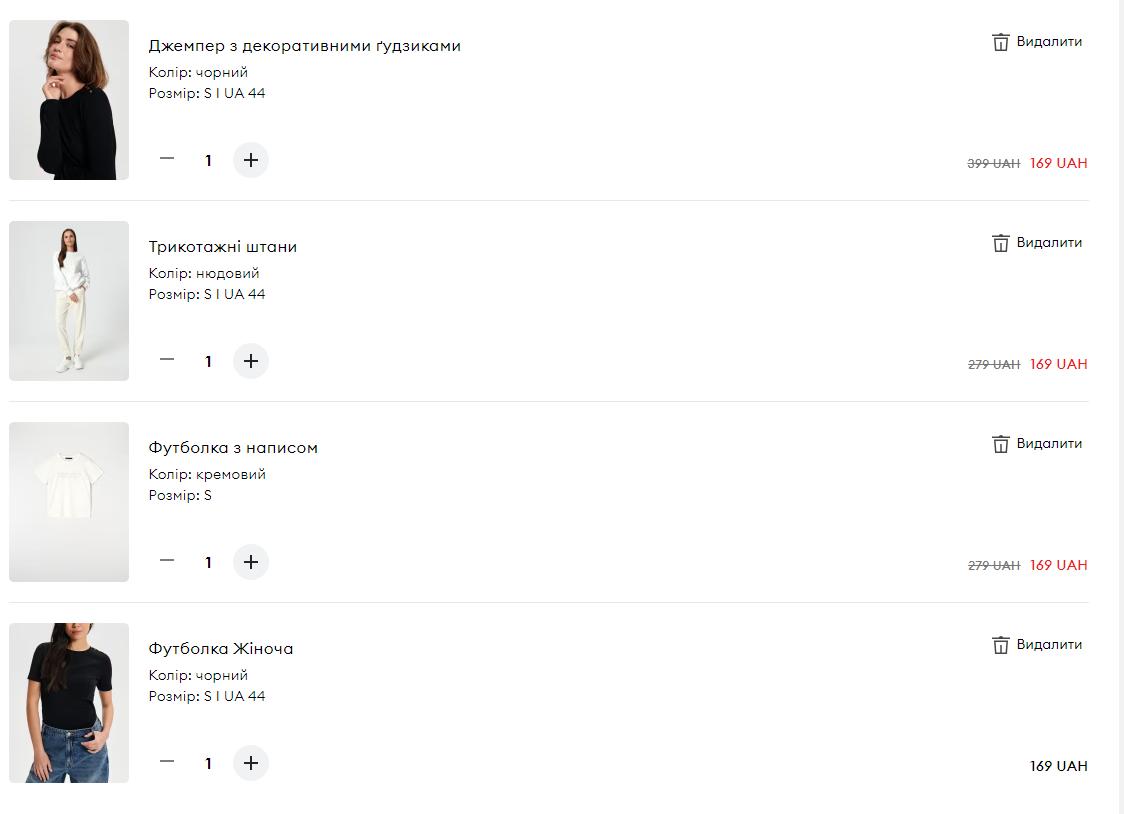 Джемпер з декоративними ґудзиками
Видалити
Колір: чорний
Розмір: S | UA 44
1
399 UAH 169 UAH
Трикотажні штани
Видалити
Колір: нюдовий
Розмір: S | UA 44
1
279 UAH 169 UAH
Футболка з написом
Видалити
Колір: кремовий
Розмір: S
1
279 UAH 169 UAH
Футболка Жіноча
Видалити
Колір: чорний
Розмір: S | UA 44
1
169 UAH